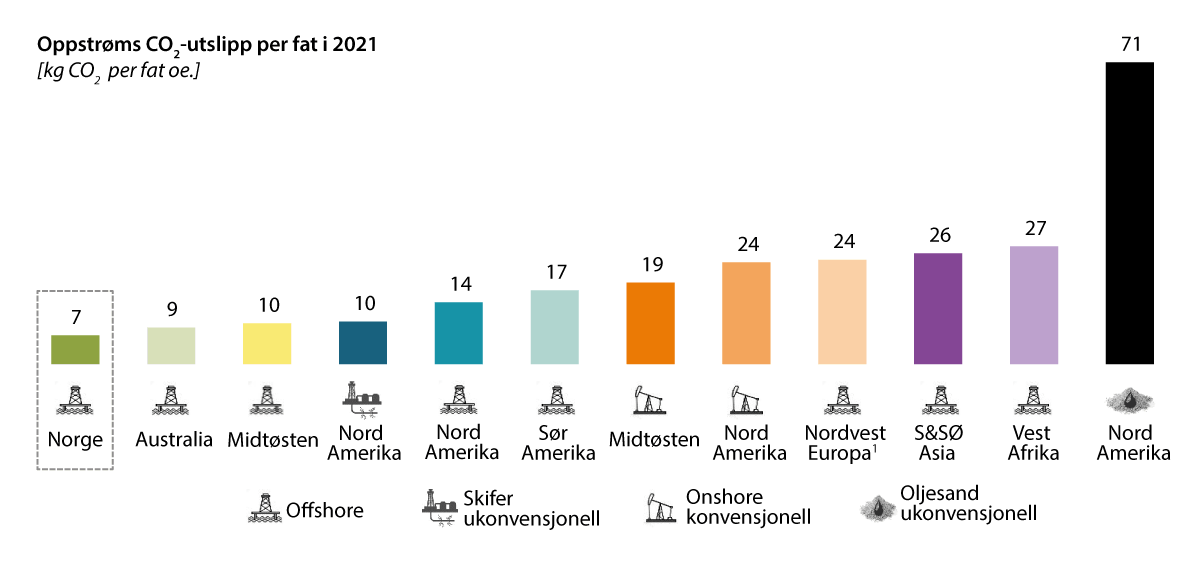 Oppstrøms CO₂-utslipp per fat i 2021
[kg CO₂ per fat oe.]
7
9
10
10
14
17
19
24
24
26
27
71
Norge
Australia
Midtøsten
Nord
Amerika
Nord
Amerika
Sør
Amerika
Midtøsten
Nord
Amerika
Nordvest
Europa¹
S&SØ
Asia
Vest
Afrika
Nord
Amerika
Offshore
Skifer
ukonvensjonell
Onshore
konvensjonell
Oljesand
ukonvensjonell